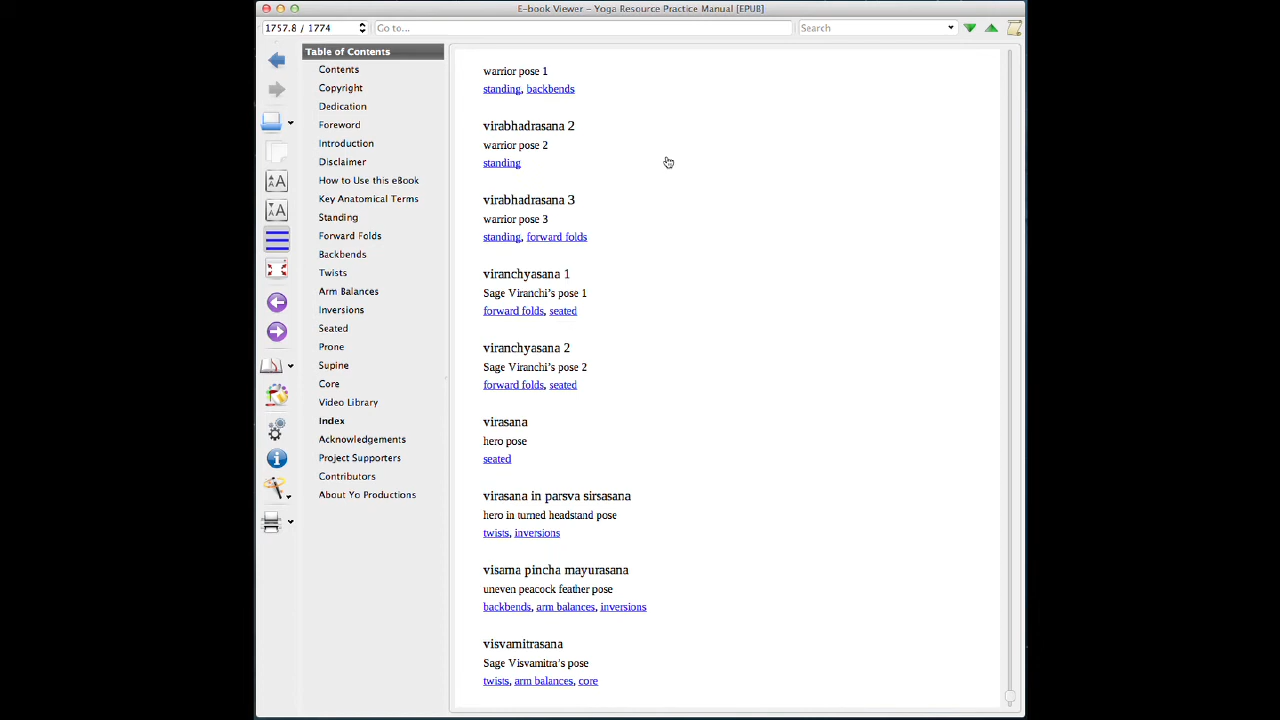 E-book Viewer – Yoga Resource Practice Manual [EPUB]
1757.8 / 1774
Go to...
Search
Table of Contents
Contents
Copyright
Dedication
Foreword
Introduction
Disclaimer
How to Use this eBook
Key Anatomical Terms
Standing
Forward Folds
Backbends
Twists
Arm Balances
Inversions
Seated
Prone
Supine
Core
Video Library
Index
Acknowledgements
Project Supporters
Contributors
About Yo Productions
warrior pose 1
standing, backbends
virabhadrasana 2
warrior pose 2
standing
virabhadrasana 3
warrior pose 3
standing, forward folds
viranchyasana 1
Sage Viranchi's pose 1
forward folds, seated
viranchyasana 2
Sage Viranchi's pose 2
forward folds, seated
virasana
hero pose
seated
virasana in parsva sirsasana
hero in turned headstand pose
twists, inversions
visama pincha mayurasana
uneven peacock feather pose
backbends, arm balances, inversions
visvamitrasana
Sage Visvamitra's pose
twists, arm balances, core